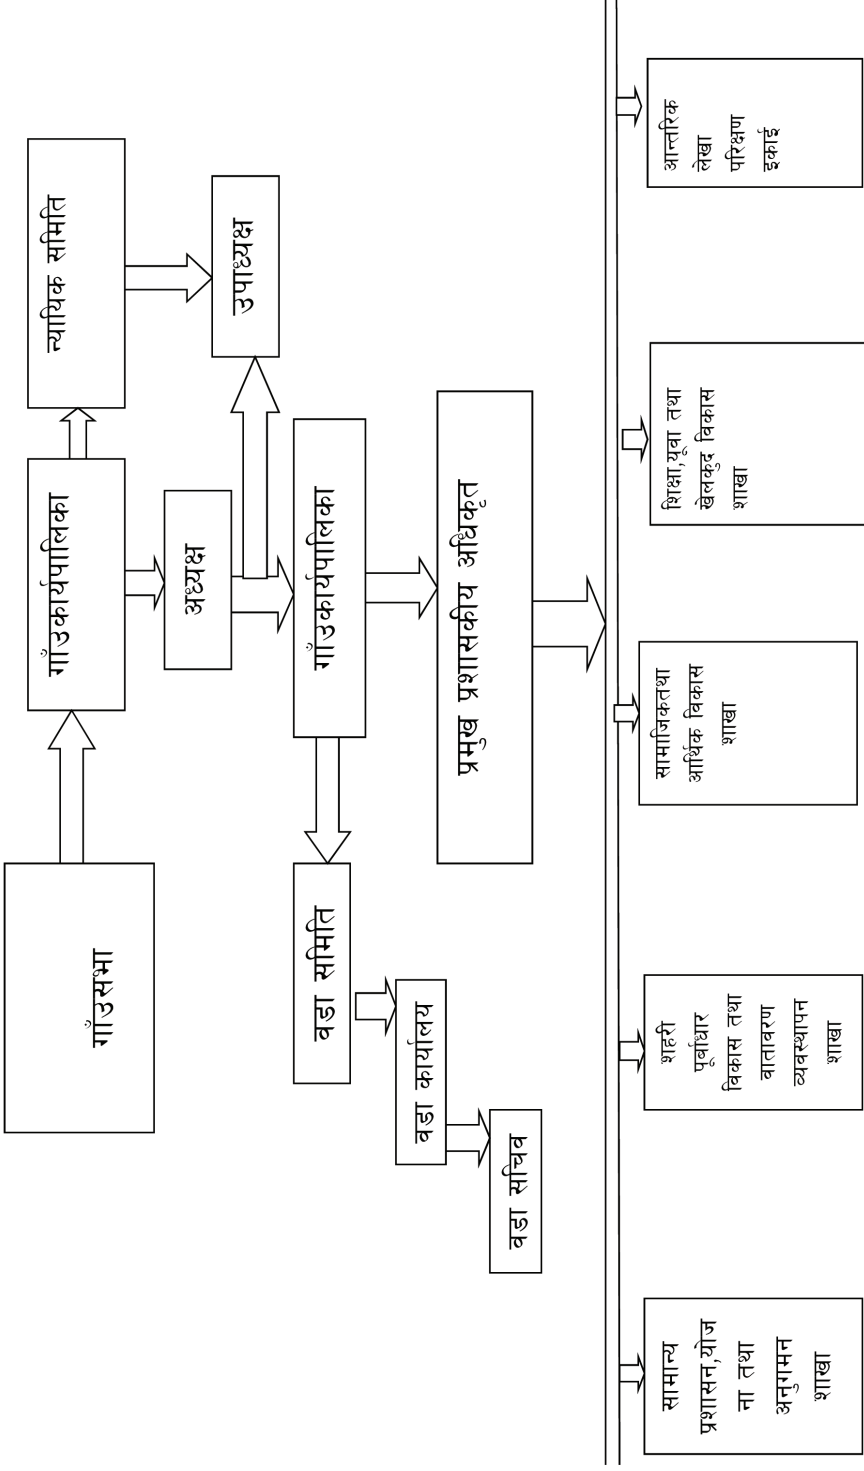 गाँउसभा
गाँउकार्यपालिका
न्यायिक समिति
अध्यक्ष
उपाध्यक्ष
वडा समिति
गाँउकार्यपालिका
वडा कार्यालय
प्रमुख प्रशासकीय अधिकृत
वडा सचिव
सामान्य
प्रशासन,योज
ना तथा
अनुगमन
शाखा
शहरी
पूर्वाधार
विकास तथा
वातावरण
व्यवस्थापन
शाखा
सामाजिकतथा
आर्थिक विकास
शाखा
शिक्षा,यूवा तथा
खेलकुद विकास
शाखा
आन्तरिक
लेखा
परिक्षण
इकाई